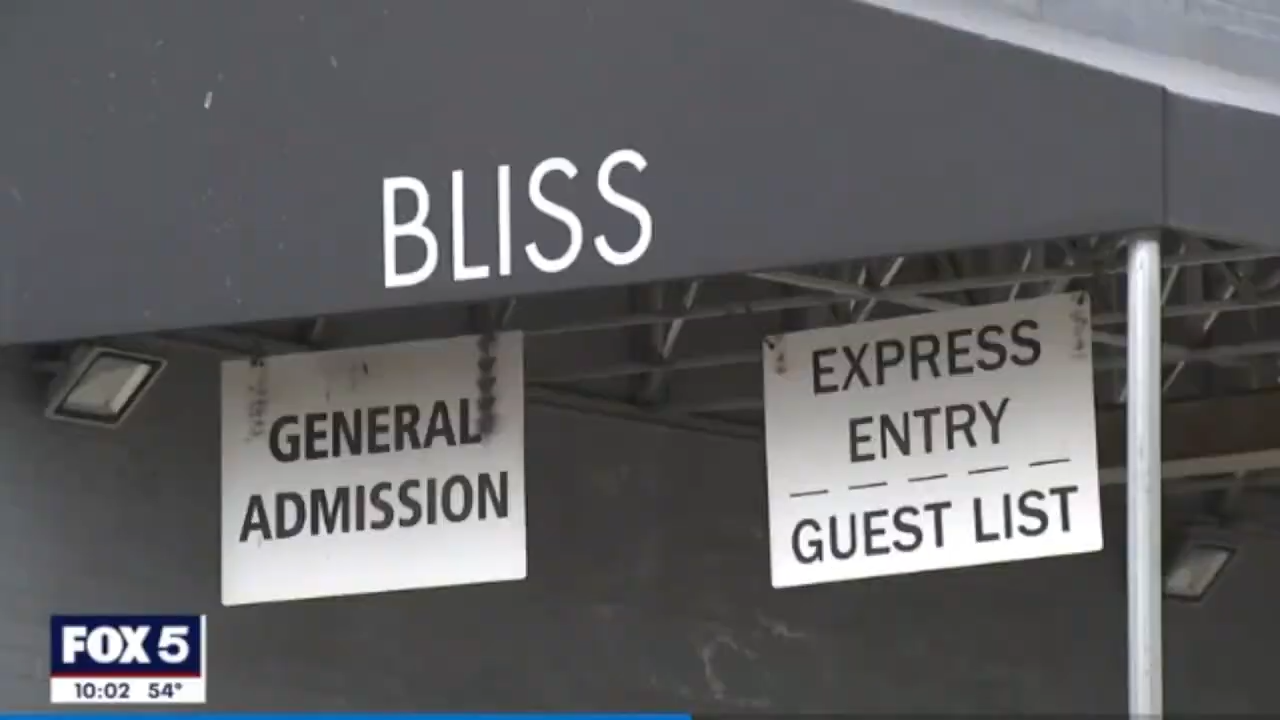 BLISS
GENERAL
ADMISSION
EXPRESS
ENTRY
GUEST LIST
FOX 5
10:02 54°